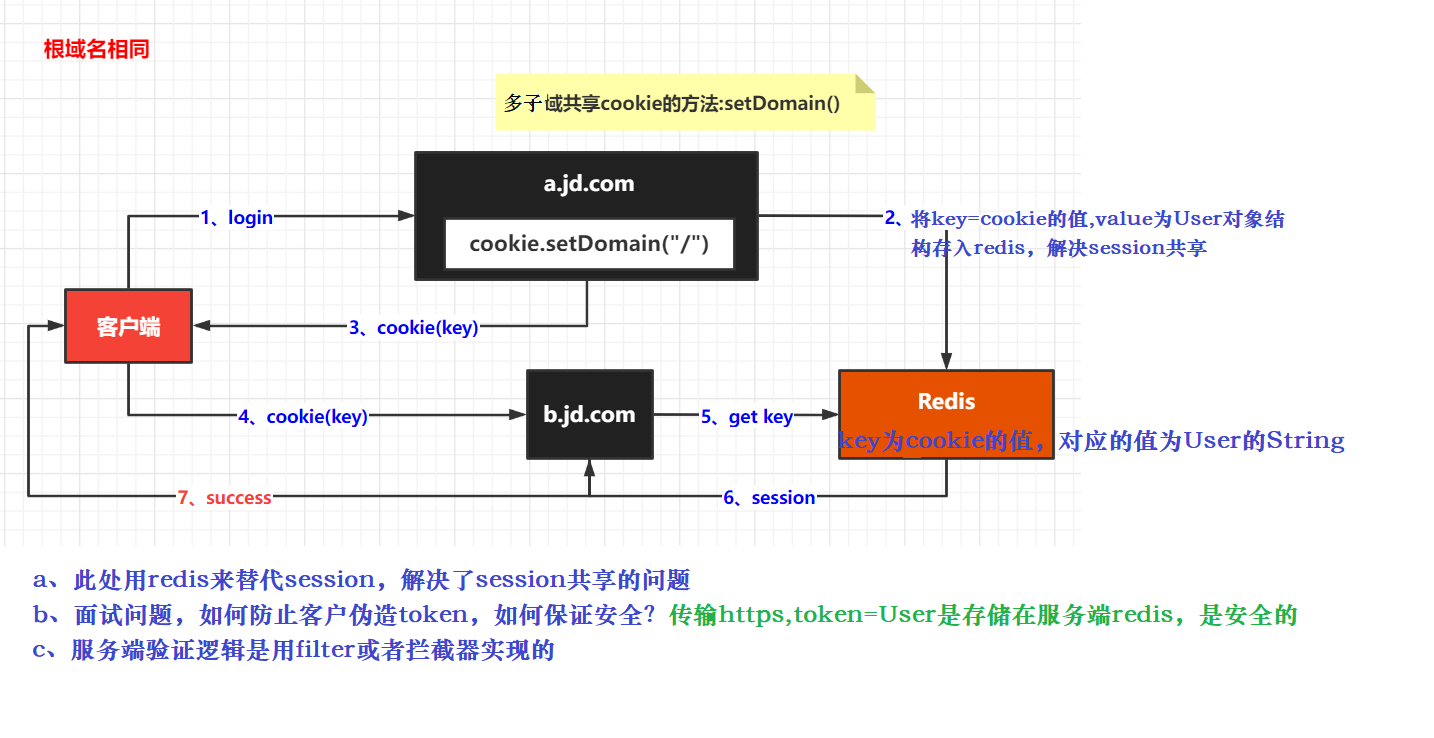 根域名相同
多子域共享cookie的方法:setDomain()
a.jd.com
1、login
cookie.setDomain("/")
2、将key=cookie的值,value为User对象结
构存入redis，解决session共享
客户端
3、cookie(key)
4、cookie(key)
b.jd.com
5、get key
Redis
key为cookie的值，对应的值为User的String
7、success
6、session
a、此处用redis来替代session，解决了session共享的问题
b、面试问题，如何防止客户伪造token，如何保证安全？传输https,token=User是存储在服务端redis，是安全的
c、服务端验证逻辑是用filter或者拦截器实现的